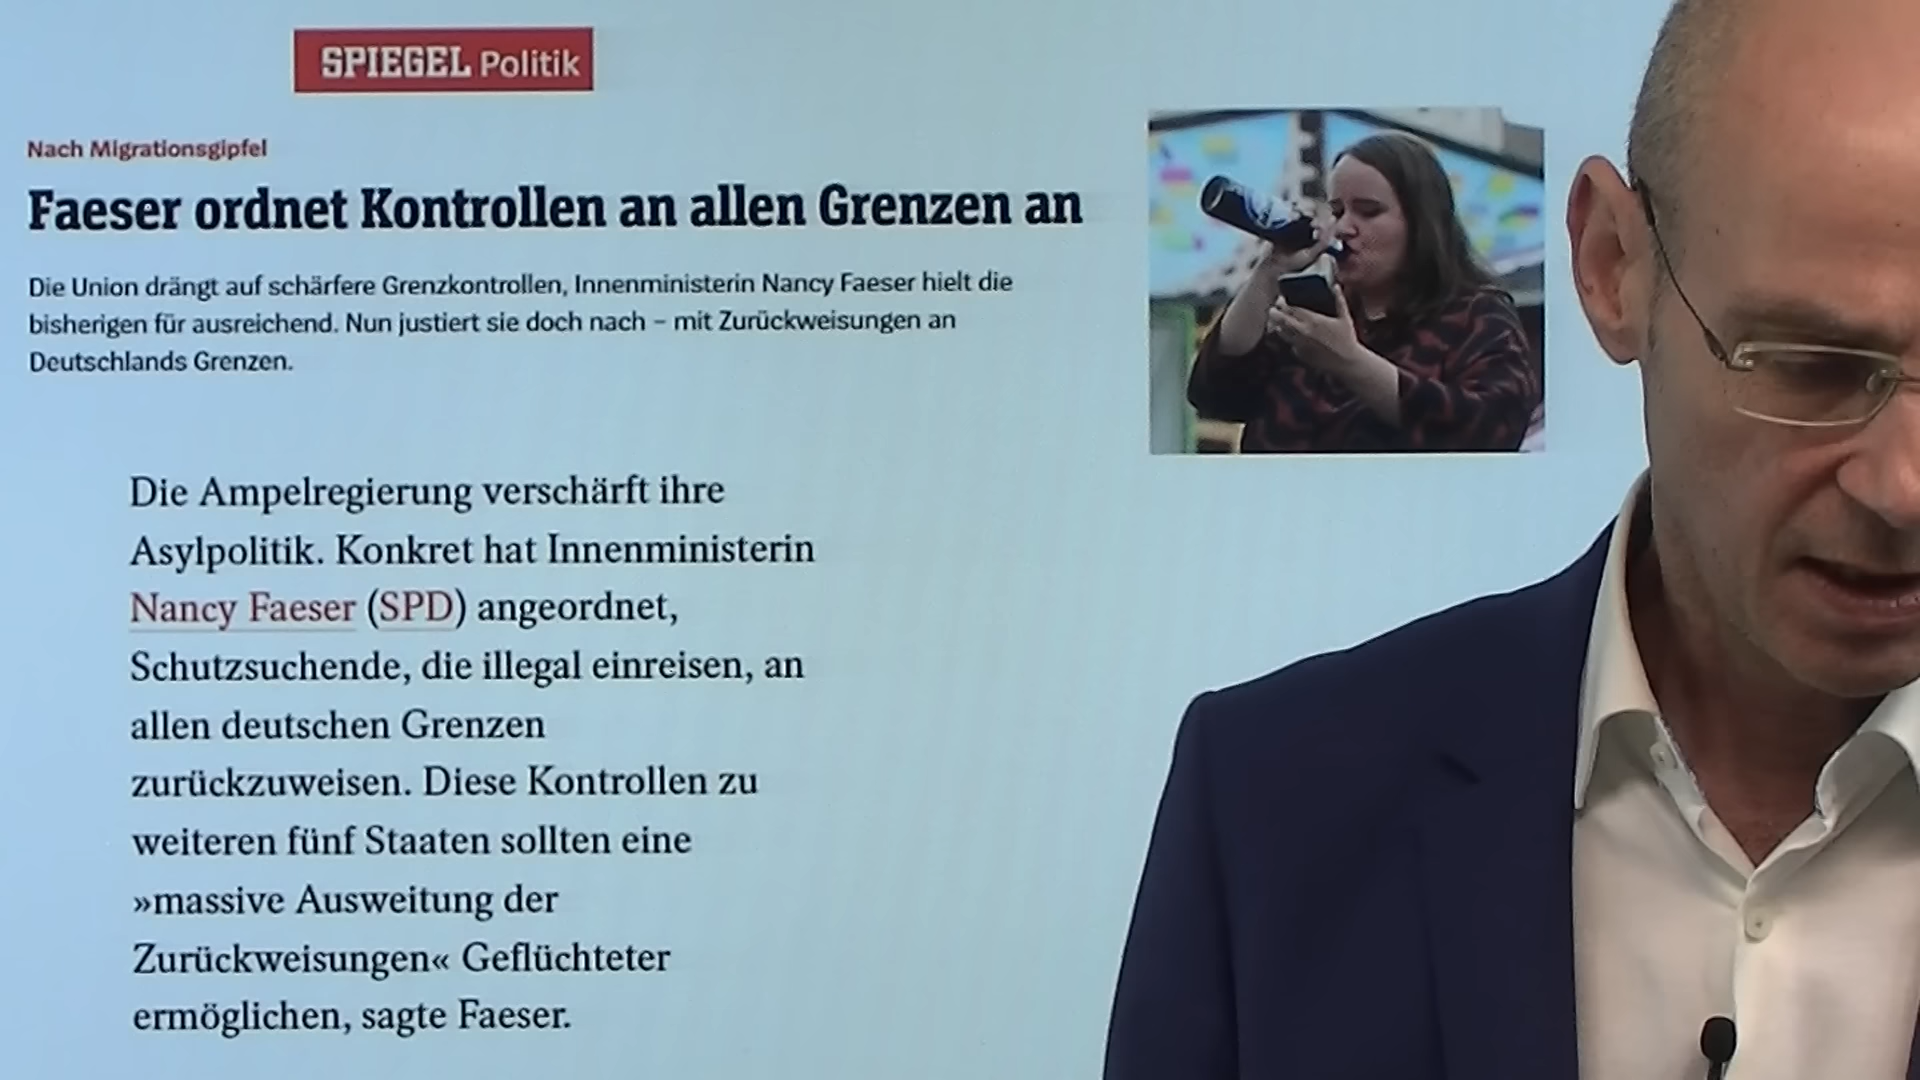 SPIEGEL Politik
Nach Migrationsgipfel
Faeser ordnet Kontrollen an allen Grenzen an
Die Union drängt auf schärfere Grenzkontrollen, Innenministerin Nancy Faeser hielt die
bisherigen für ausreichend. Nun justiert sie doch nach – mit Zurückweisungen an
Deutschlands Grenzen.
Die Ampelregierung verschärft ihre
Asylpolitik. Konkret hat Innenministerin
Nancy Faeser (SPD) angeordnet,
Schutzsuchende, die illegal einreisen, an
allen deutschen Grenzen
zurückzuweisen. Diese Kontrollen zu
weiteren fünf Staaten sollten eine
»massive Ausweitung der
Zurückweisungen« Geflüchteter
ermöglichen, sagte Faeser.